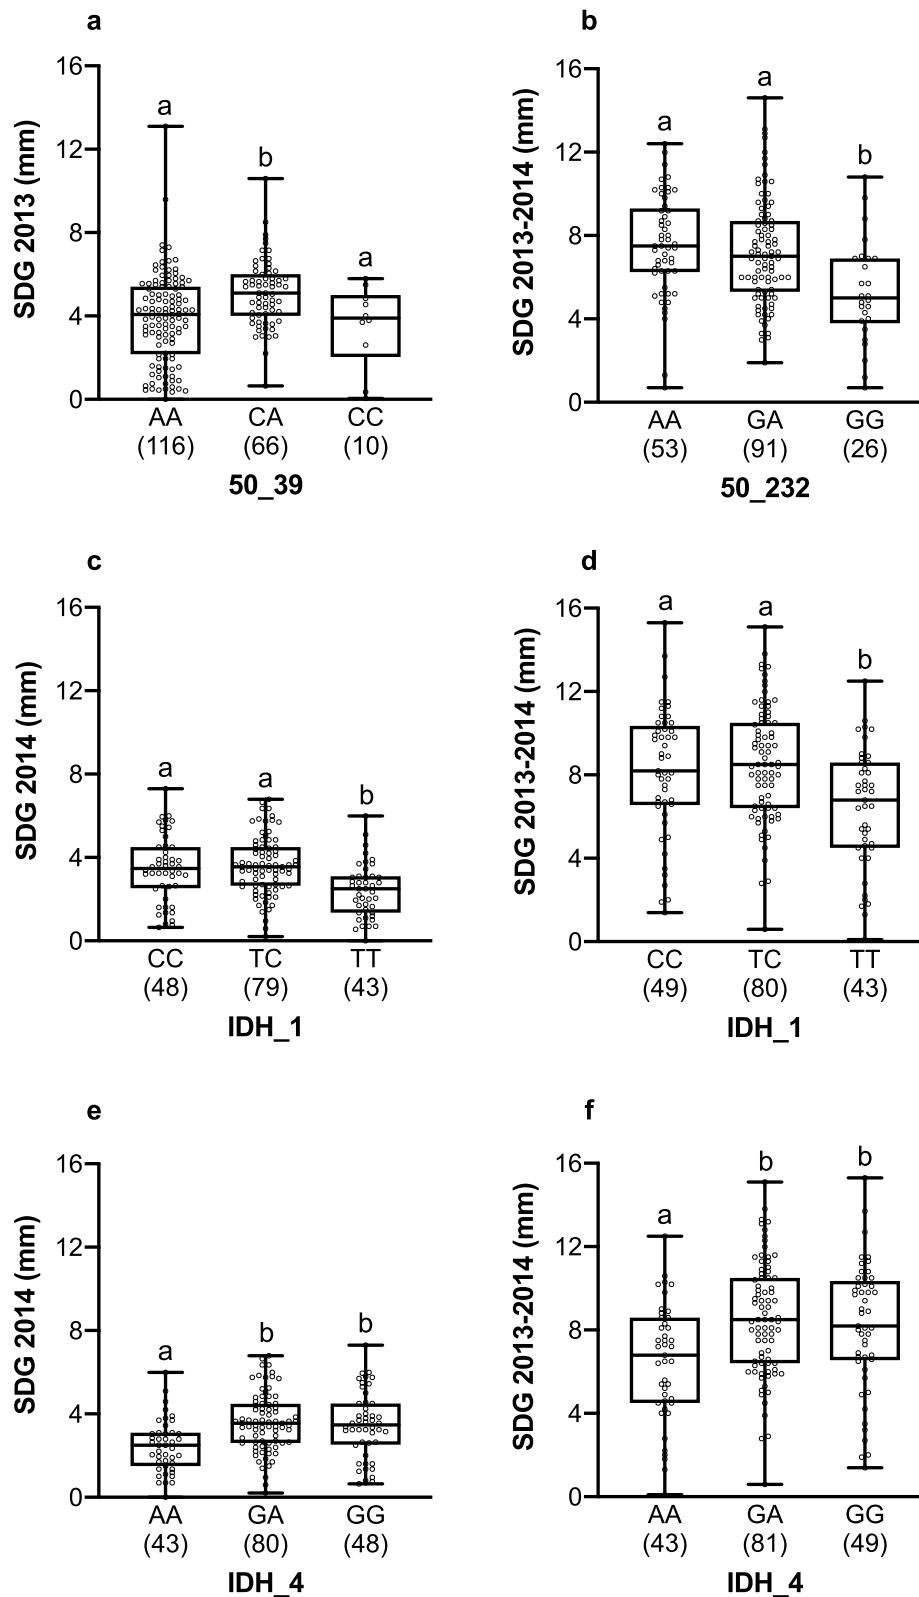 a
SDG 2013 (mm)
16
12
8
4
0
a
b
a
AA CA CC
(116) (66) (10)
50_39
b
SDG 2013-2014 (mm)
16
12
8
4
0
a
a
b
AA GA GG
(53) (91) (26)
50_232
c
SDG 2014 (mm)
16
12
8
4
0
a
a
b
CC TC TT
(48) (79) (43)
IDH_1
d
SDG 2013-2014 (mm)
16
12
8
4
0
a
a
b
CC TC TT
(49) (80) (43)
IDH_1
e
SDG 2014 (mm)
16
12
8
4
0
a
b
b
AA GA GG
(43) (80) (48)
IDH_4
f
SDG 2013-2014 (mm)
16
12
8
4
0
a
b
b
AA GA GG
(43) (81) (49)
IDH_4